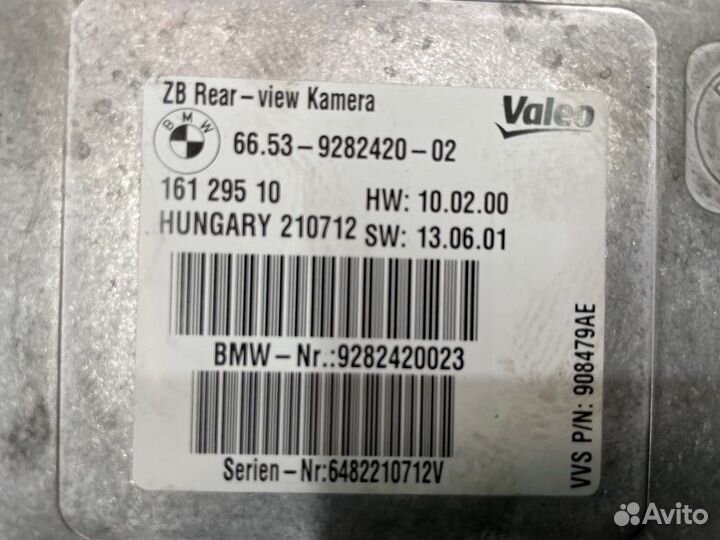 ZB Rear-view Kamera
Valeo
BMW
66.53-9282420-02
161 295 10
HW: 10.02.00
HUNGARY 210712
SW: 13.06.01
BMW-Nr.:9282420023
Serien-Nr:6482210712V
VVS P/N: 908479AE
Avito